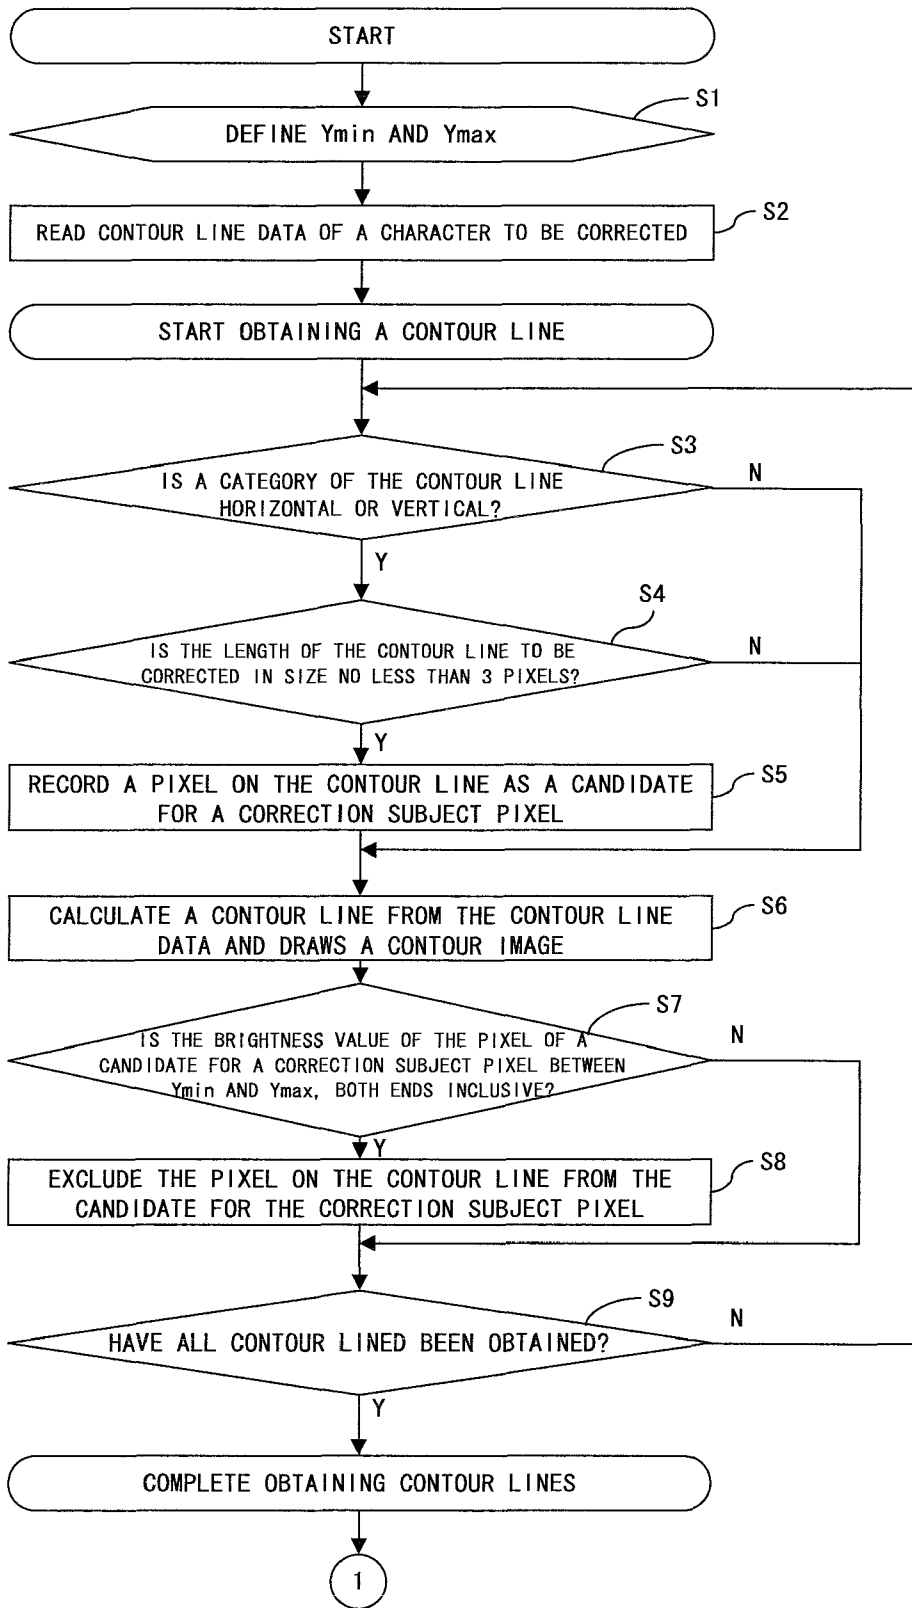 START
S1
DEFINE Ymin AND Ymax
S2
READ CONTOUR LINE DATA OF A CHARACTER TO BE CORRECTED
START OBTAINING A CONTOUR LINE
S3
IS A CATEGORY OF THE CONTOUR LINE
HORIZONTAL OR VERTICAL?
N
Y
S4
IS THE LENGTH OF THE CONTOUR LINE TO BE
CORRECTED IN SIZE NO LESS THAN 3 PIXELS?
N
Y
S5
RECORD A PIXEL ON THE CONTOUR LINE AS A CANDIDATE
FOR A CORRECTION SUBJECT PIXEL
S6
CALCULATE A CONTOUR LINE FROM THE CONTOUR LINE
DATA AND DRAWS A CONTOUR IMAGE
S7
IS THE BRIGHTNESS VALUE OF THE PIXEL OF A
CANDIDATE FOR A CORRECTION SUBJECT PIXEL BETWEEN
Ymin AND Ymax, BOTH ENDS INCLUSIVE?
N
Y
S8
EXCLUDE THE PIXEL ON THE CONTOUR LINE FROM THE
CANDIDATE FOR THE CORRECTION SUBJECT PIXEL
S9
HAVE ALL CONTOUR LINED BEEN OBTAINED?
N
Y
COMPLETE OBTAINING CONTOUR LINES
1